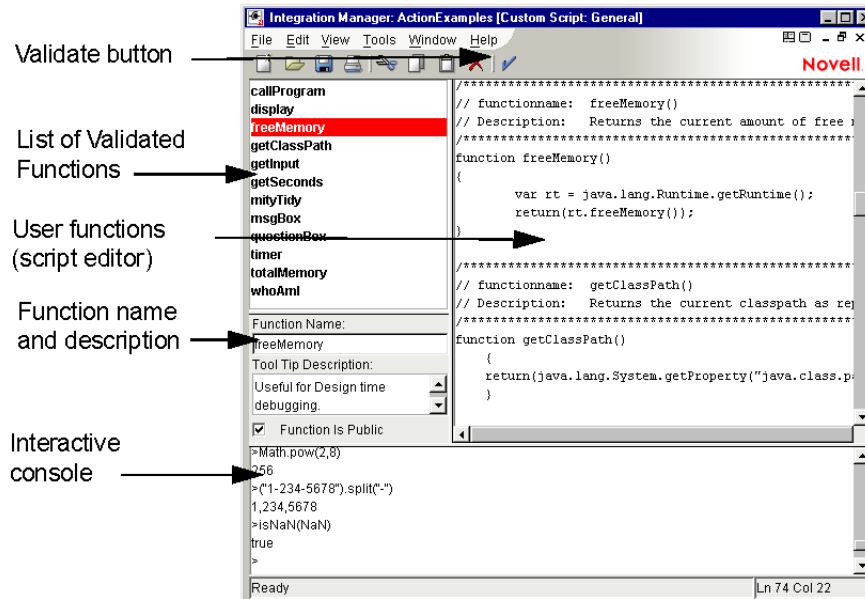 Integration Manager: ActionExamples [Custom Script: General]
File Edit View Tools Window Help
Novell
Validate button
List of Validated
Functions
User functions
(script editor)
Function name
and description
Interactive
console
callProgram
display
freeMemory
getClassPath
getInput
getSeconds
mityTidy
msgBox
questionBox
timer
totalMemory
whoAmI
Function Name:
freeMemory
Tool Tip Description:
Useful for Design time
debugging.
Function Is Public
/*****************************************
// functionname: freeMemory()
// Description: Returns the current amount of free
/*****************************************
function freeMemory()
{
var rt = java.lang.Runtime.getRuntime();
return(rt.freeMemory());
}
/*****************************************
// functionname: getClassPath()
// Description: Returns the current classpath as rep
/*****************************************
function getClassPath()
{
return(java.lang.System.getProperty("java.class.pa
}
>Math.pow(2,8)
256
>("1-234-5678").split("-")
1,234,5678
>isNaN(NaN)
true
>
Ready
Ln 74 Col 22